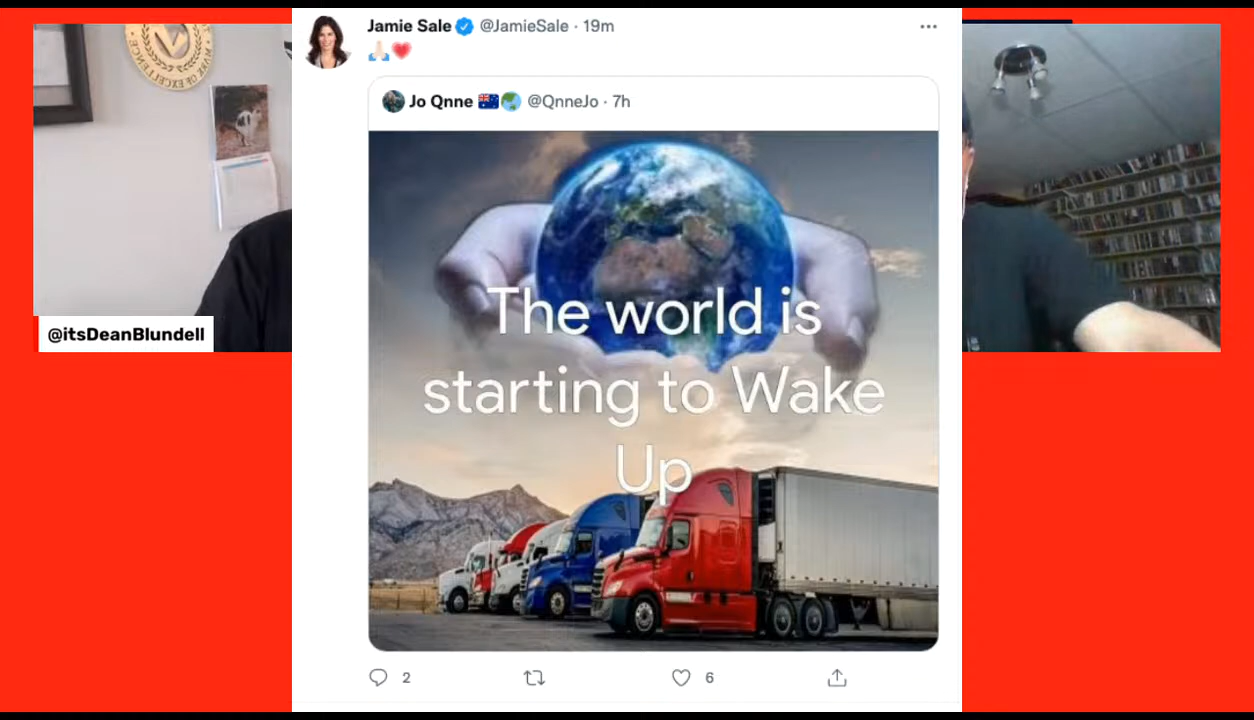 Jamie Sale @JamieSale · 19m
Jo Qnne @QnneJo · 7h
The world is
starting to Wake
Up
2
6
@itsDeanBlundell